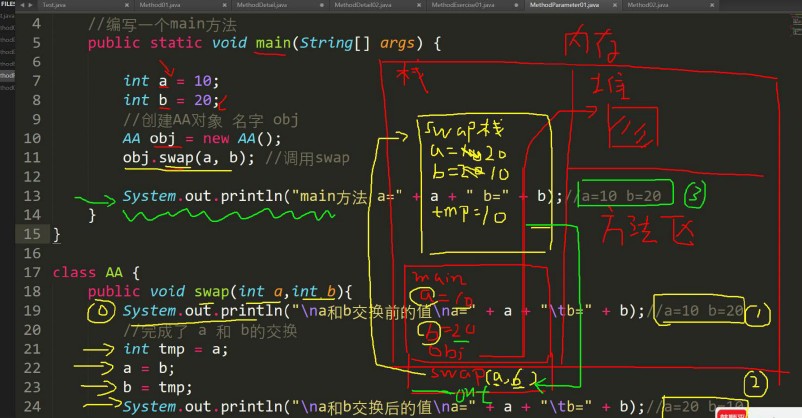 FILES
Test.java
Method01.java
MethodDetail.java
MethodDetail02.java
MethodExercise01.java
MethodParameter01.java
Method02.java
4 //编写一个main方法
5 public static void main(String[] args) {
6
7 int a = 10;
8 int b = 20;
9 //创建AA对象 名字 obj
10 AA obj = new AA();
11 obj.swap(a, b); //调用swap
12
13 System.out.println("main方法 a=" + a + " b=" + b);//a=10 b=20
14 }
15 }
16
17 class AA {
18 public void swap(int a,int b){
19 System.out.println("\na和b交换前的值\na=" + a + "\tb=" + b);//a=10 b=20
20 //完成了 a 和 b的交换
21 int tmp = a;
22 a = b;
23 b = tmp;
24 System.out.println("\na和b交换后的值\na=" + a + "\tb=" + b);//a=20 b=10
内存
栈
堆
swap栈
a=20
b=10
tmp=10
③
方法区
main
a=10
b=20
obj
①
swap(a,b)
out
②